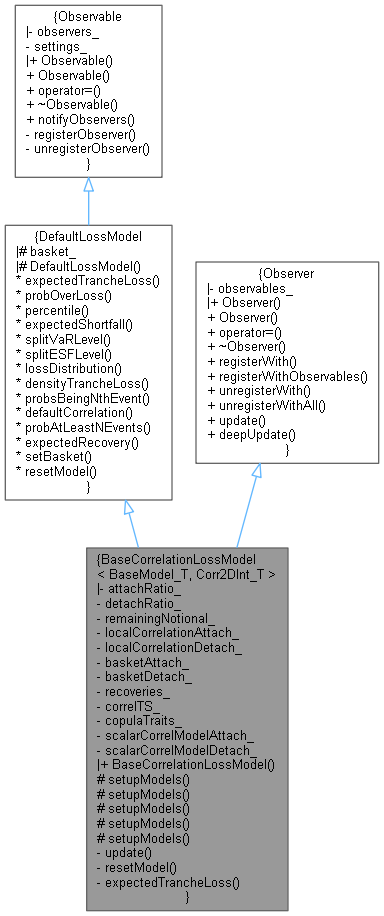 {Observable
|- observers_
- settings_
|+ Observable()
+ Observable()
+ operator=()
+ ~Observable()
+ notifyObservers()
- registerObserver()
- unregisterObserver()
}
{DefaultLossModel
|# basket_
|# DefaultLossModel()
* expectedTrancheLoss()
* probOverLoss()
* percentile()
* expectedShortfall()
* splitVaRLevel()
* splitESFLevel()
* lossDistribution()
* densityTrancheLoss()
* probsBeingNthEvent()
* defaultCorrelation()
* probAtLeastNEvents()
* expectedRecovery()
* setBasket()
* resetModel()
}
{Observer
|- observables_
|+ Observer()
+ Observer()
+ operator=()
+ ~Observer()
+ registerWith()
+ registerWithObservables()
+ unregisterWith()
+ unregisterWithAll()
+ update()
+ deepUpdate()
}
{BaseCorrelationLossModel
< BaseModel_T, Corr2DInt_T >
|- attachRatio_
- detachRatio_
- remainingNotional_
- localCorrelationAttach_
- localCorrelationDetach_
- basketAttach_
- basketDetach_
- recoveries_
- correlTS_
- copulaTraits_
- scalarCorrelModelAttach_
- scalarCorrelModelDetach_
|+ BaseCorrelationLossModel()
# setupModels()
# setupModels()
# setupModels()
# setupModels()
# setupModels()
- update()
- resetModel()
- expectedTrancheLoss()
}